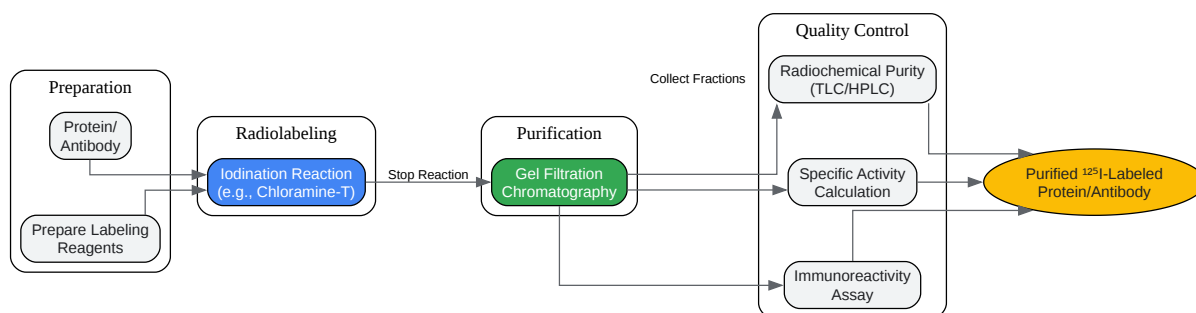 Preparation
Protein/
Antibody
Prepare Labeling
Reagents
Radiolabeling
Iodination Reaction
(e.g., Chloramine-T)
Stop Reaction
Purification
Gel Filtration
Chromatography
Collect Fractions
Quality Control
Radiochemical Purity
(TLC/HPLC)
Specific Activity
Calculation
Immunoreactivity
Assay
Purified ¹²⁵I-Labeled
Protein/Antibody